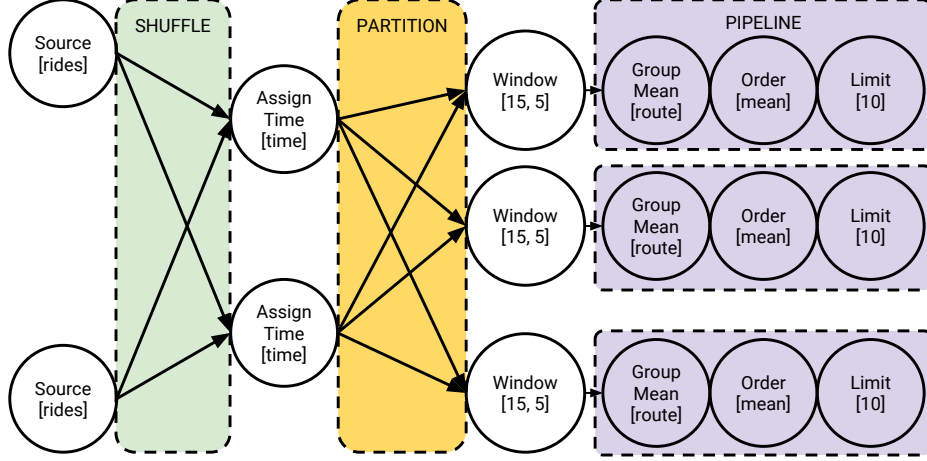 SHUFFLE
PARTITION
PIPELINE
Source
[rides]
Assign
Time
[time]
Window
[15, 5]
Group
Mean
[route]
Order
[mean]
Limit
[10]
Window
[15, 5]
Group
Mean
[route]
Order
[mean]
Limit
[10]
Source
[rides]
Assign
Time
[time]
Window
[15, 5]
Group
Mean
[route]
Order
[mean]
Limit
[10]